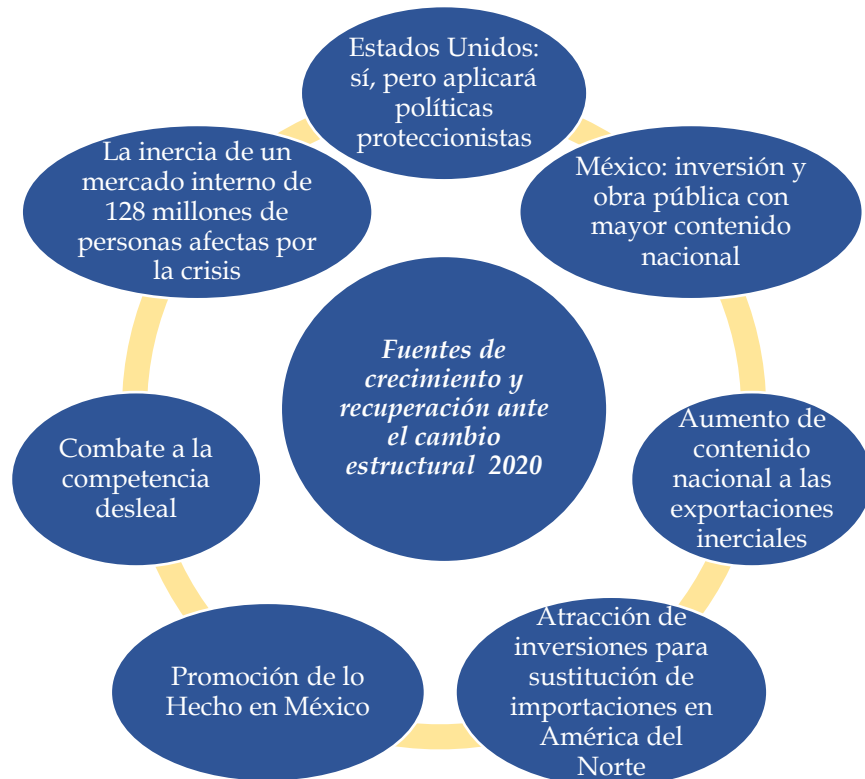 Estados Unidos:
sí, pero aplicará
políticas
proteccionistas
México: inversión y
obra pública con
mayor contenido
nacional
Aumento de
contenido
nacional a las
exportaciones
inerciales
Atracción de
inversiones para
sustitución de
importaciones en
América del
Norte
Promoción de lo
Hecho en México
Combate a la
competencia
desleal
La inercia de un
mercado interno de
128 millones de
personas afectas por
la crisis
Fuentes de
crecimiento y
recuperación ante
el cambio
estructural 2020